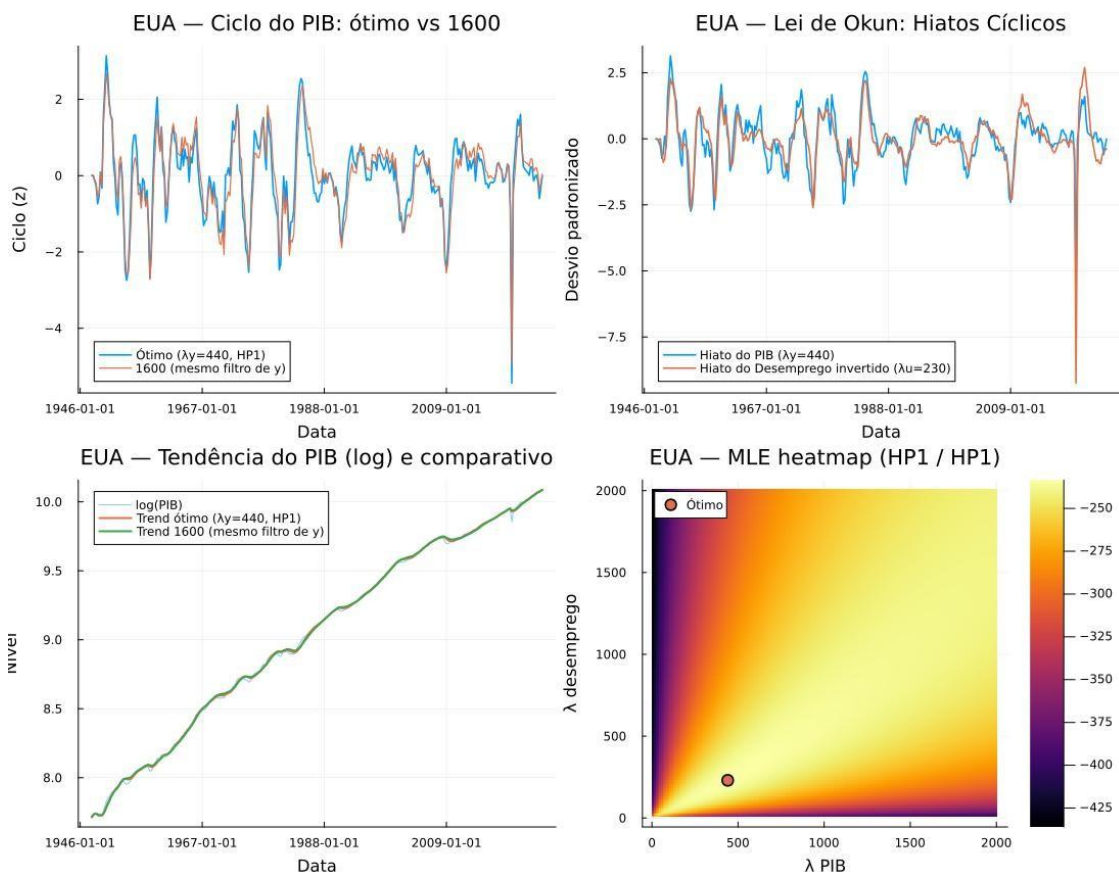 EUA — Ciclo do PIB: ótimo vs 1600
2
0
−2
−4
Ciclo (z)
Ótimo (λy=440, HP1)
1600 (mesmo filtro de y)
1946-01-01 1967-01-01 1988-01-01 2009-01-01
Data
EUA — Lei de Okun: Hiatos Cíclicos
2.5
0.0
−2.5
−5.0
−7.5
Desvio padronizado
Hiato do PIB (λy=440)
Hiato do Desemprego invertido (λu=230)
1946-01-01 1967-01-01 1988-01-01 2009-01-01
Data
EUA — Tendência do PIB (log) e comparativo
10.0
9.5
9.0
8.5
8.0
Nível
log(PIB)
Trend ótimo (λy=440, HP1)
Trend 1600 (mesmo filtro de y)
1946-01-01 1967-01-01 1988-01-01 2009-01-01
Data
EUA — MLE heatmap (HP1 / HP1)
2000
1500
1000
500
0
λ desemprego
Ótimo
0 500 1000 1500 2000
λ PIB
−250
−275
−300
−325
−350
−375
−400
−425